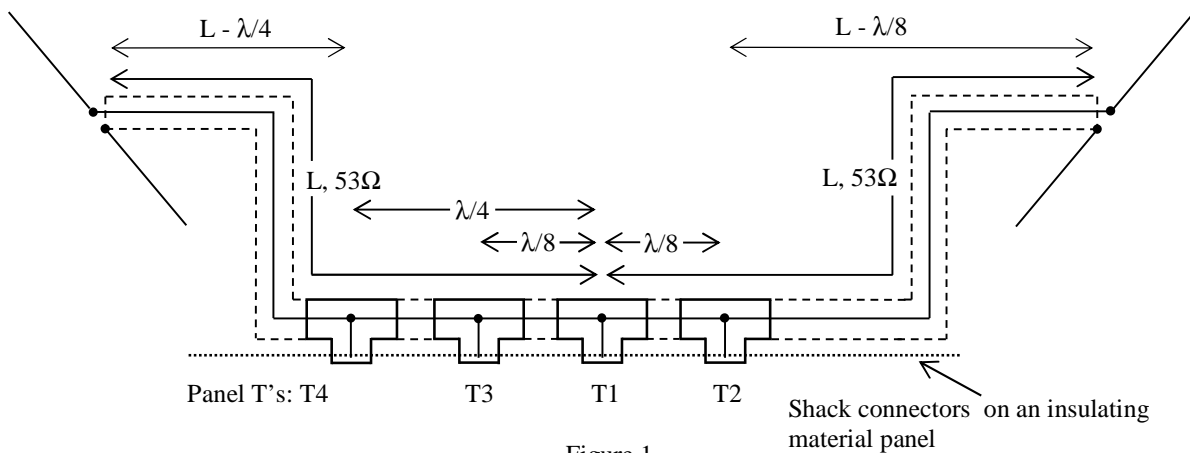 L - λ/4
L - λ/8
L, 53Ω
L, 53Ω
λ/4
λ/8
λ/8
Panel T's: T4
T3
T1
T2
Shack connectors on an insulating
material panel